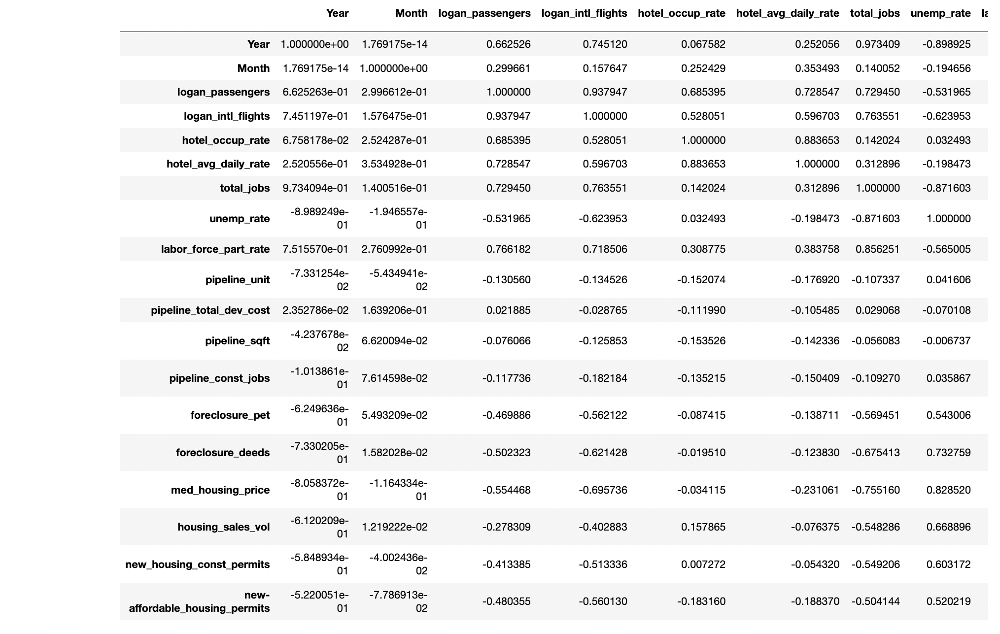 Year Month logan_passengers logan_intl_flights hotel_occup_rate hotel_avg_daily_rate total_jobs unemp_rate la
Year 1.000000e+00 1.769175e-14 0.662526 0.745120 0.067582 0.252056 0.973409 -0.898925
Month 1.769175e-14 1.000000e+00 0.299661 0.157647 0.252429 0.353493 0.140052 -0.194656
logan_passengers 6.625263e-01 2.996612e-01 1.000000 0.937947 0.685395 0.728547 0.729450 -0.531965
logan_intl_flights 7.451197e-01 1.576475e-01 0.937947 1.000000 0.528051 0.596703 0.763551 -0.623953
hotel_occup_rate 6.758178e-02 2.524287e-01 0.685395 0.528051 1.000000 0.883653 0.142024 0.032493
hotel_avg_daily_rate 2.520556e-01 3.534928e-01 0.728547 0.596703 0.883653 1.000000 0.312896 -0.198473
total_jobs 9.734094e-01 1.400516e-01 0.729450 0.763551 0.142024 0.312896 1.000000 -0.871603
-8.989249e- -1.946557e-
unemp_rate -0.531965 -0.623953 0.032493 -0.198473 -0.871603 1.000000
01 01
labor_force_part_rate 7.515570e-01 2.760992e-01 0.766182 0.718506 0.308775 0.383758 0.856251 -0.565005
-7.331254e- -5.434941e-
pipeline_unit -0.130560 -0.134526 -0.152074 -0.176920 -0.107337 0.041606
02 02
pipeline_total_dev_cost 2.352786e-02 1.639206e-01 0.021885 -0.028765 -0.111990 -0.105485 0.029068 -0.070108
-4.237678e-
pipeline_sqft 6.620094e-02 -0.076066 -0.125853 -0.153526 -0.142336 -0.056083 -0.006737
02
-1.013861e-
pipeline_const_jobs 7.614598e-02 -0.117736 -0.182184 -0.135215 -0.150409 -0.109270 0.035867
01
-6.249636e-
foreclosure_pet 5.493209e-02 -0.469886 -0.562122 -0.087415 -0.138711 -0.569451 0.543006
01
-7.330205e-
foreclosure_deeds 1.582028e-02 -0.502323 -0.621428 -0.019510 -0.123830 -0.675413 0.732759
01
-8.058372e- -1.164334e-
med_housing_price -0.554468 -0.695736 -0.034115 -0.231061 -0.755160 0.828520
01 01
-6.120209e-
housing_sales_vol 1.219222e-02 -0.278309 -0.402883 0.157865 -0.076375 -0.548286 0.668896
01
-5.848934e- -4.002436e-
new_housing_const_permits -0.413385 -0.513336 0.007272 -0.054320 -0.549206 0.603172
01 02
new- -5.220051e- -7.786913e-
-0.480355 -0.560130 -0.183160 -0.188370 -0.504144 0.520219
affordable_housing_permits 01 02